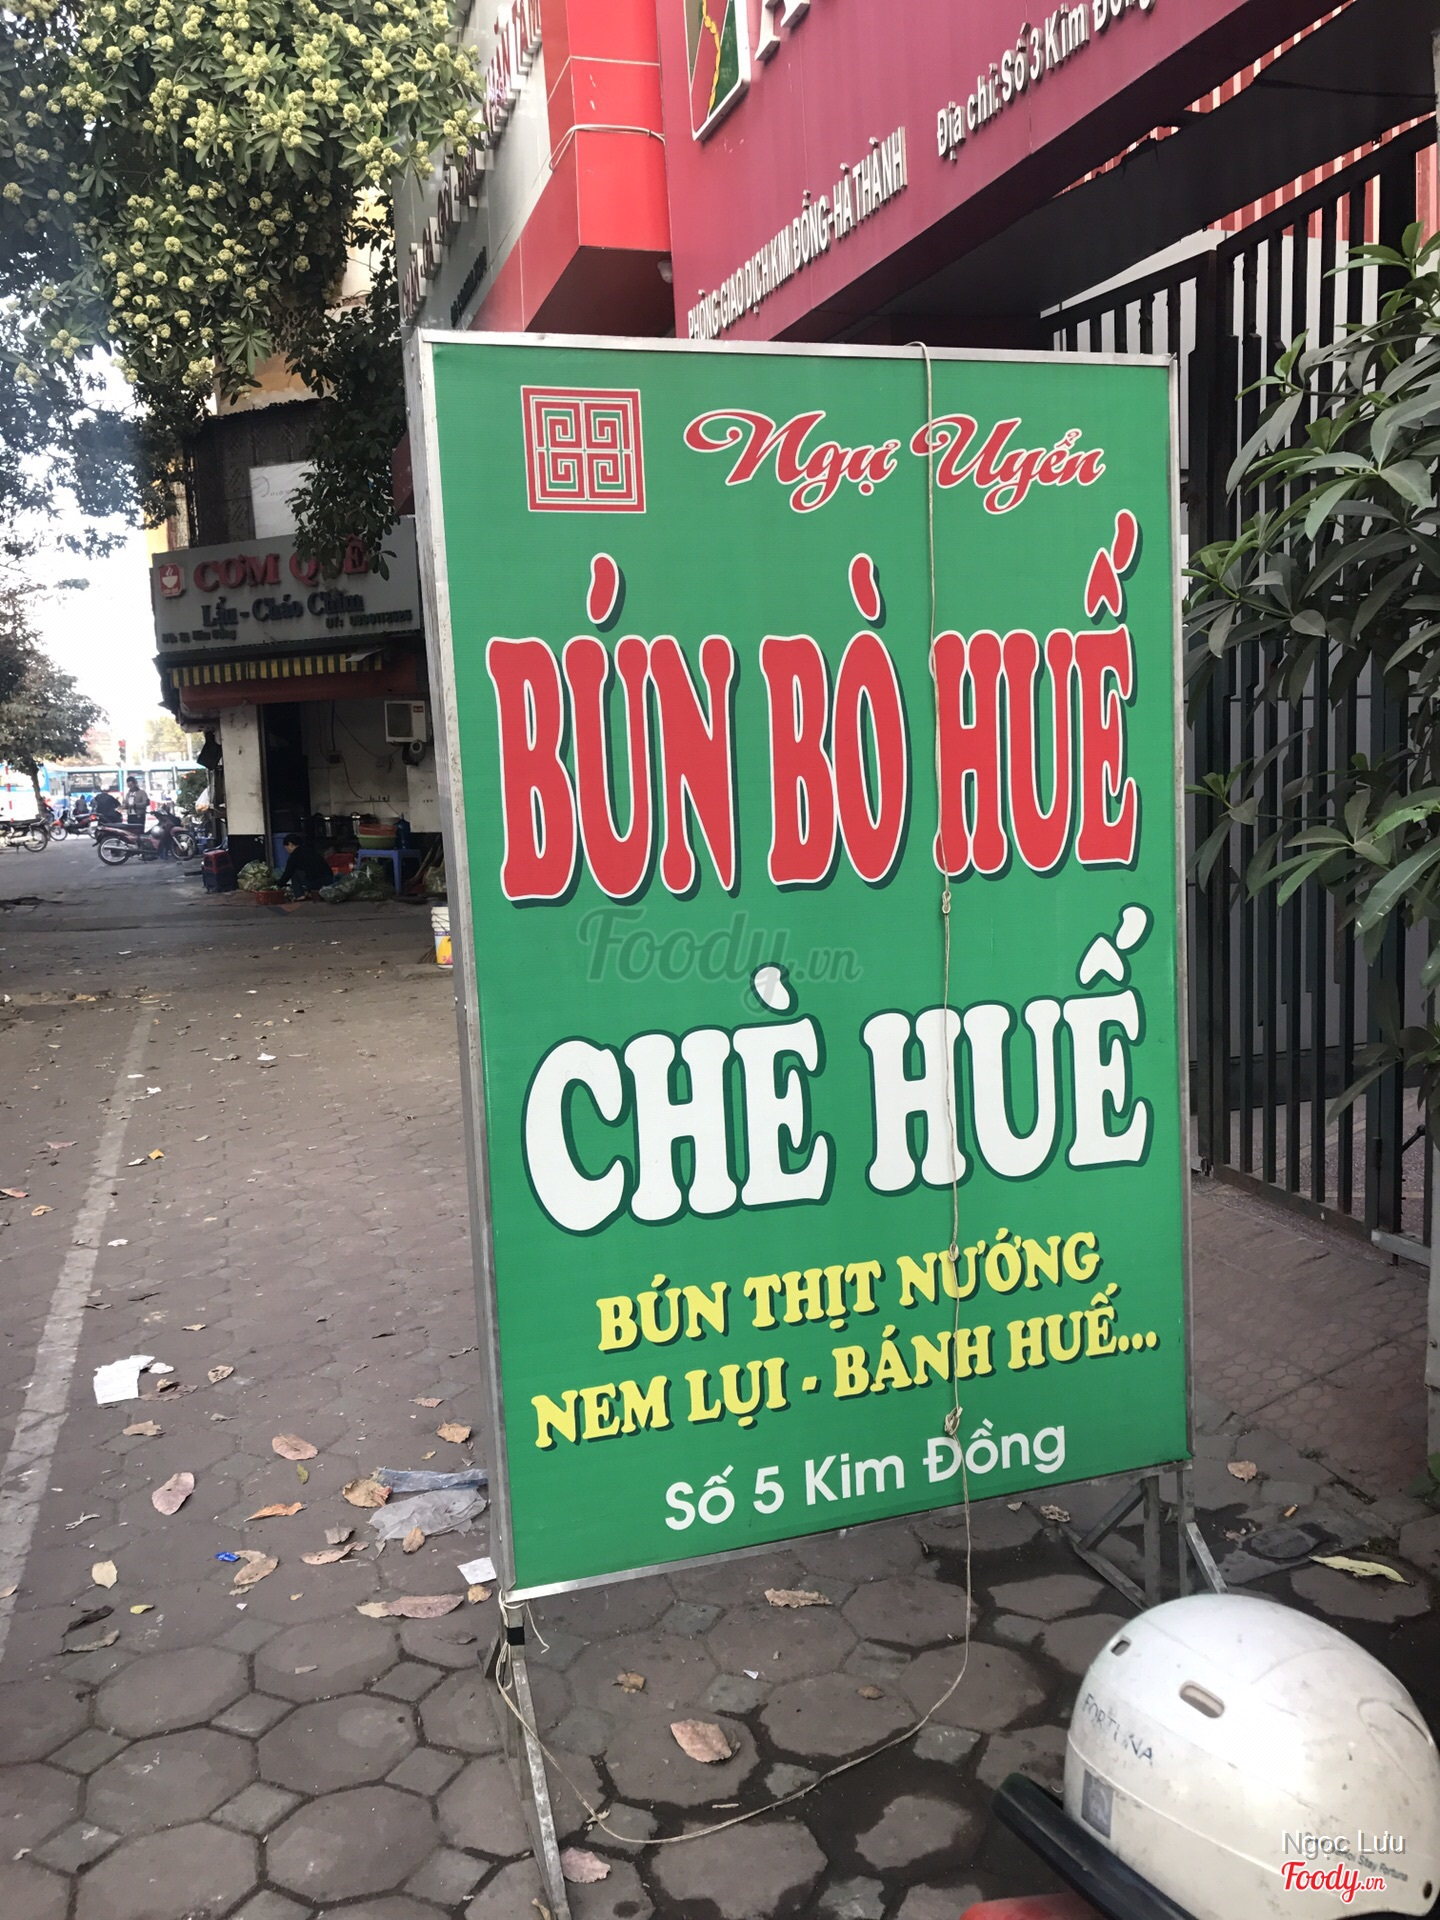 Địa chỉ: Số 3 Kim Đồng
PHÒNG GIAO DỊCH KIM ĐỒNG-HÀ THÀNH
Ngự Uyển
BÚN BÒ HUẾ
CHÈ HUẾ
BÚN THỊT NƯỚNG
NEM LỤI - BÁNH HUẾ...
Số 5 Kim Đồng
CƠM QUÊ
Lẩu - Cháo Chim
Foody.vn
FORTUNA
Ngọc Lưu
Foody.vn